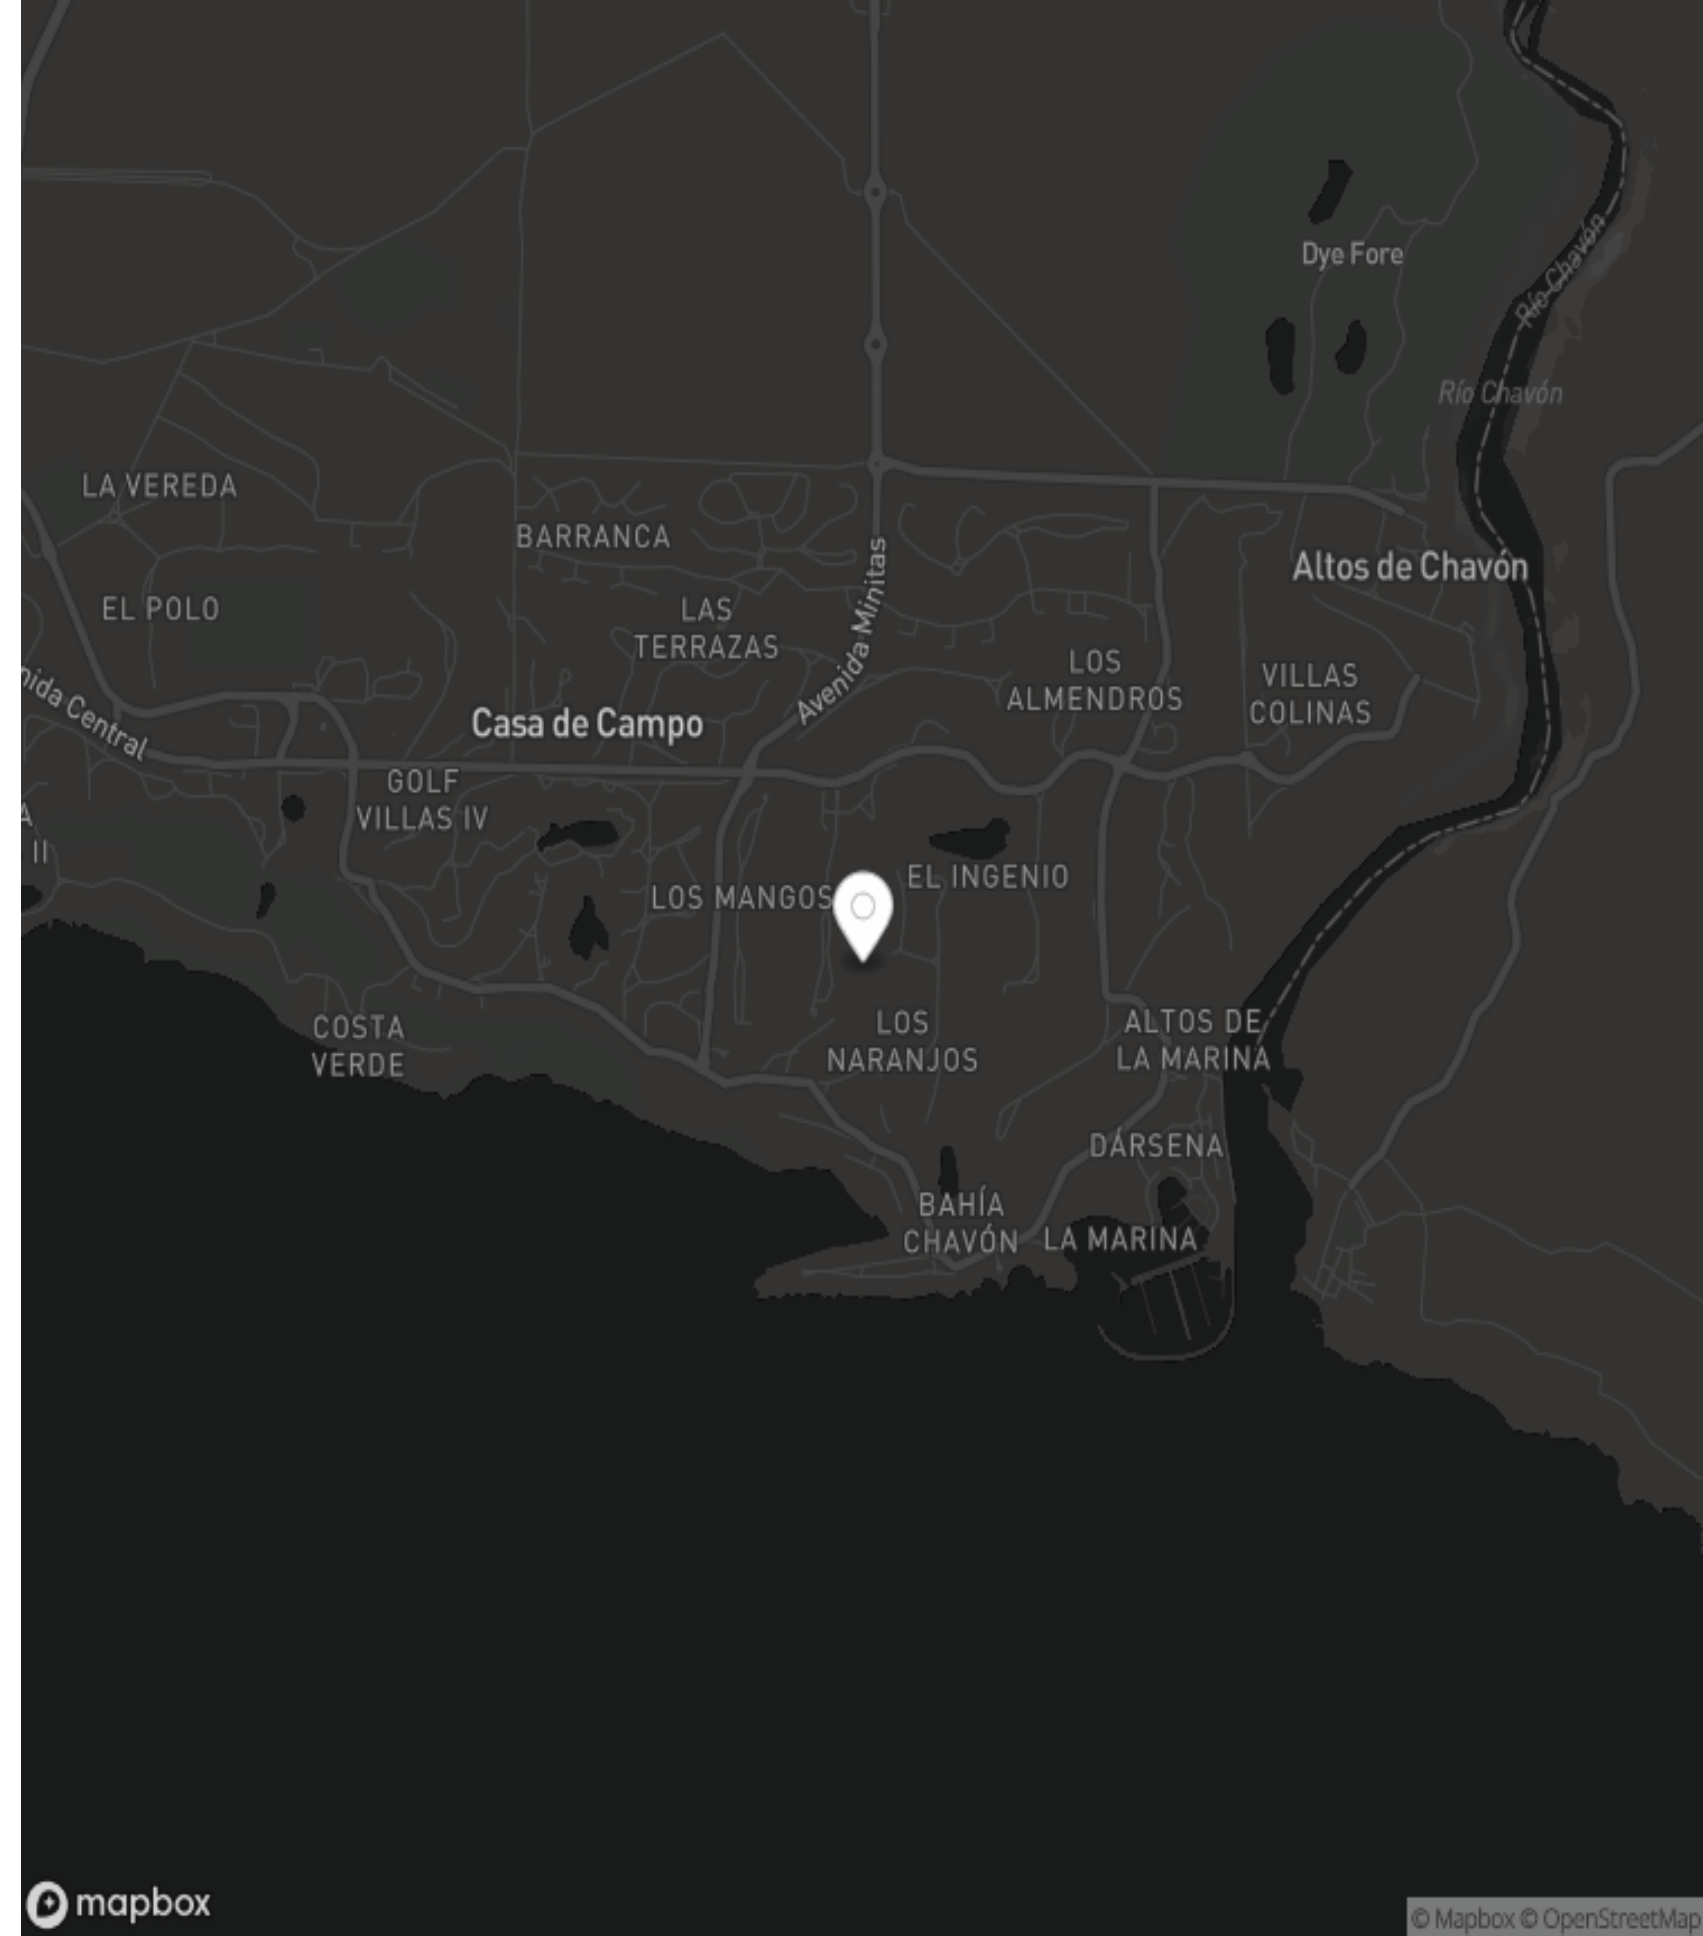 Dye Fore
Río Chavón
Río Chavón
LA VEREDA
BARRANCA
Avenida Minitas
Altos de Chavón
EL POLO
LAS
TERRAZAS
LOS
ALMENDROS
VILLAS
COLINAS
nida Central
Casa de Campo
GOLF
VILLAS IV
A
II
LOS MANGOS
EL INGENIO
COSTA
VERDE
LOS
NARANJOS
ALTOS DE
LA MARINA
DÁRSENA
BAHÍA
CHAVÓN
LA MARINA
mapbox
© Mapbox © OpenStreetMap